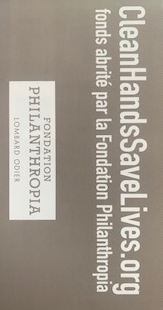 CleanHandsSaveLives.org
fonds abrité par la Fondation Philanthropia
FONDATION
PHILANTHROPIA
LOMBARD ODIER